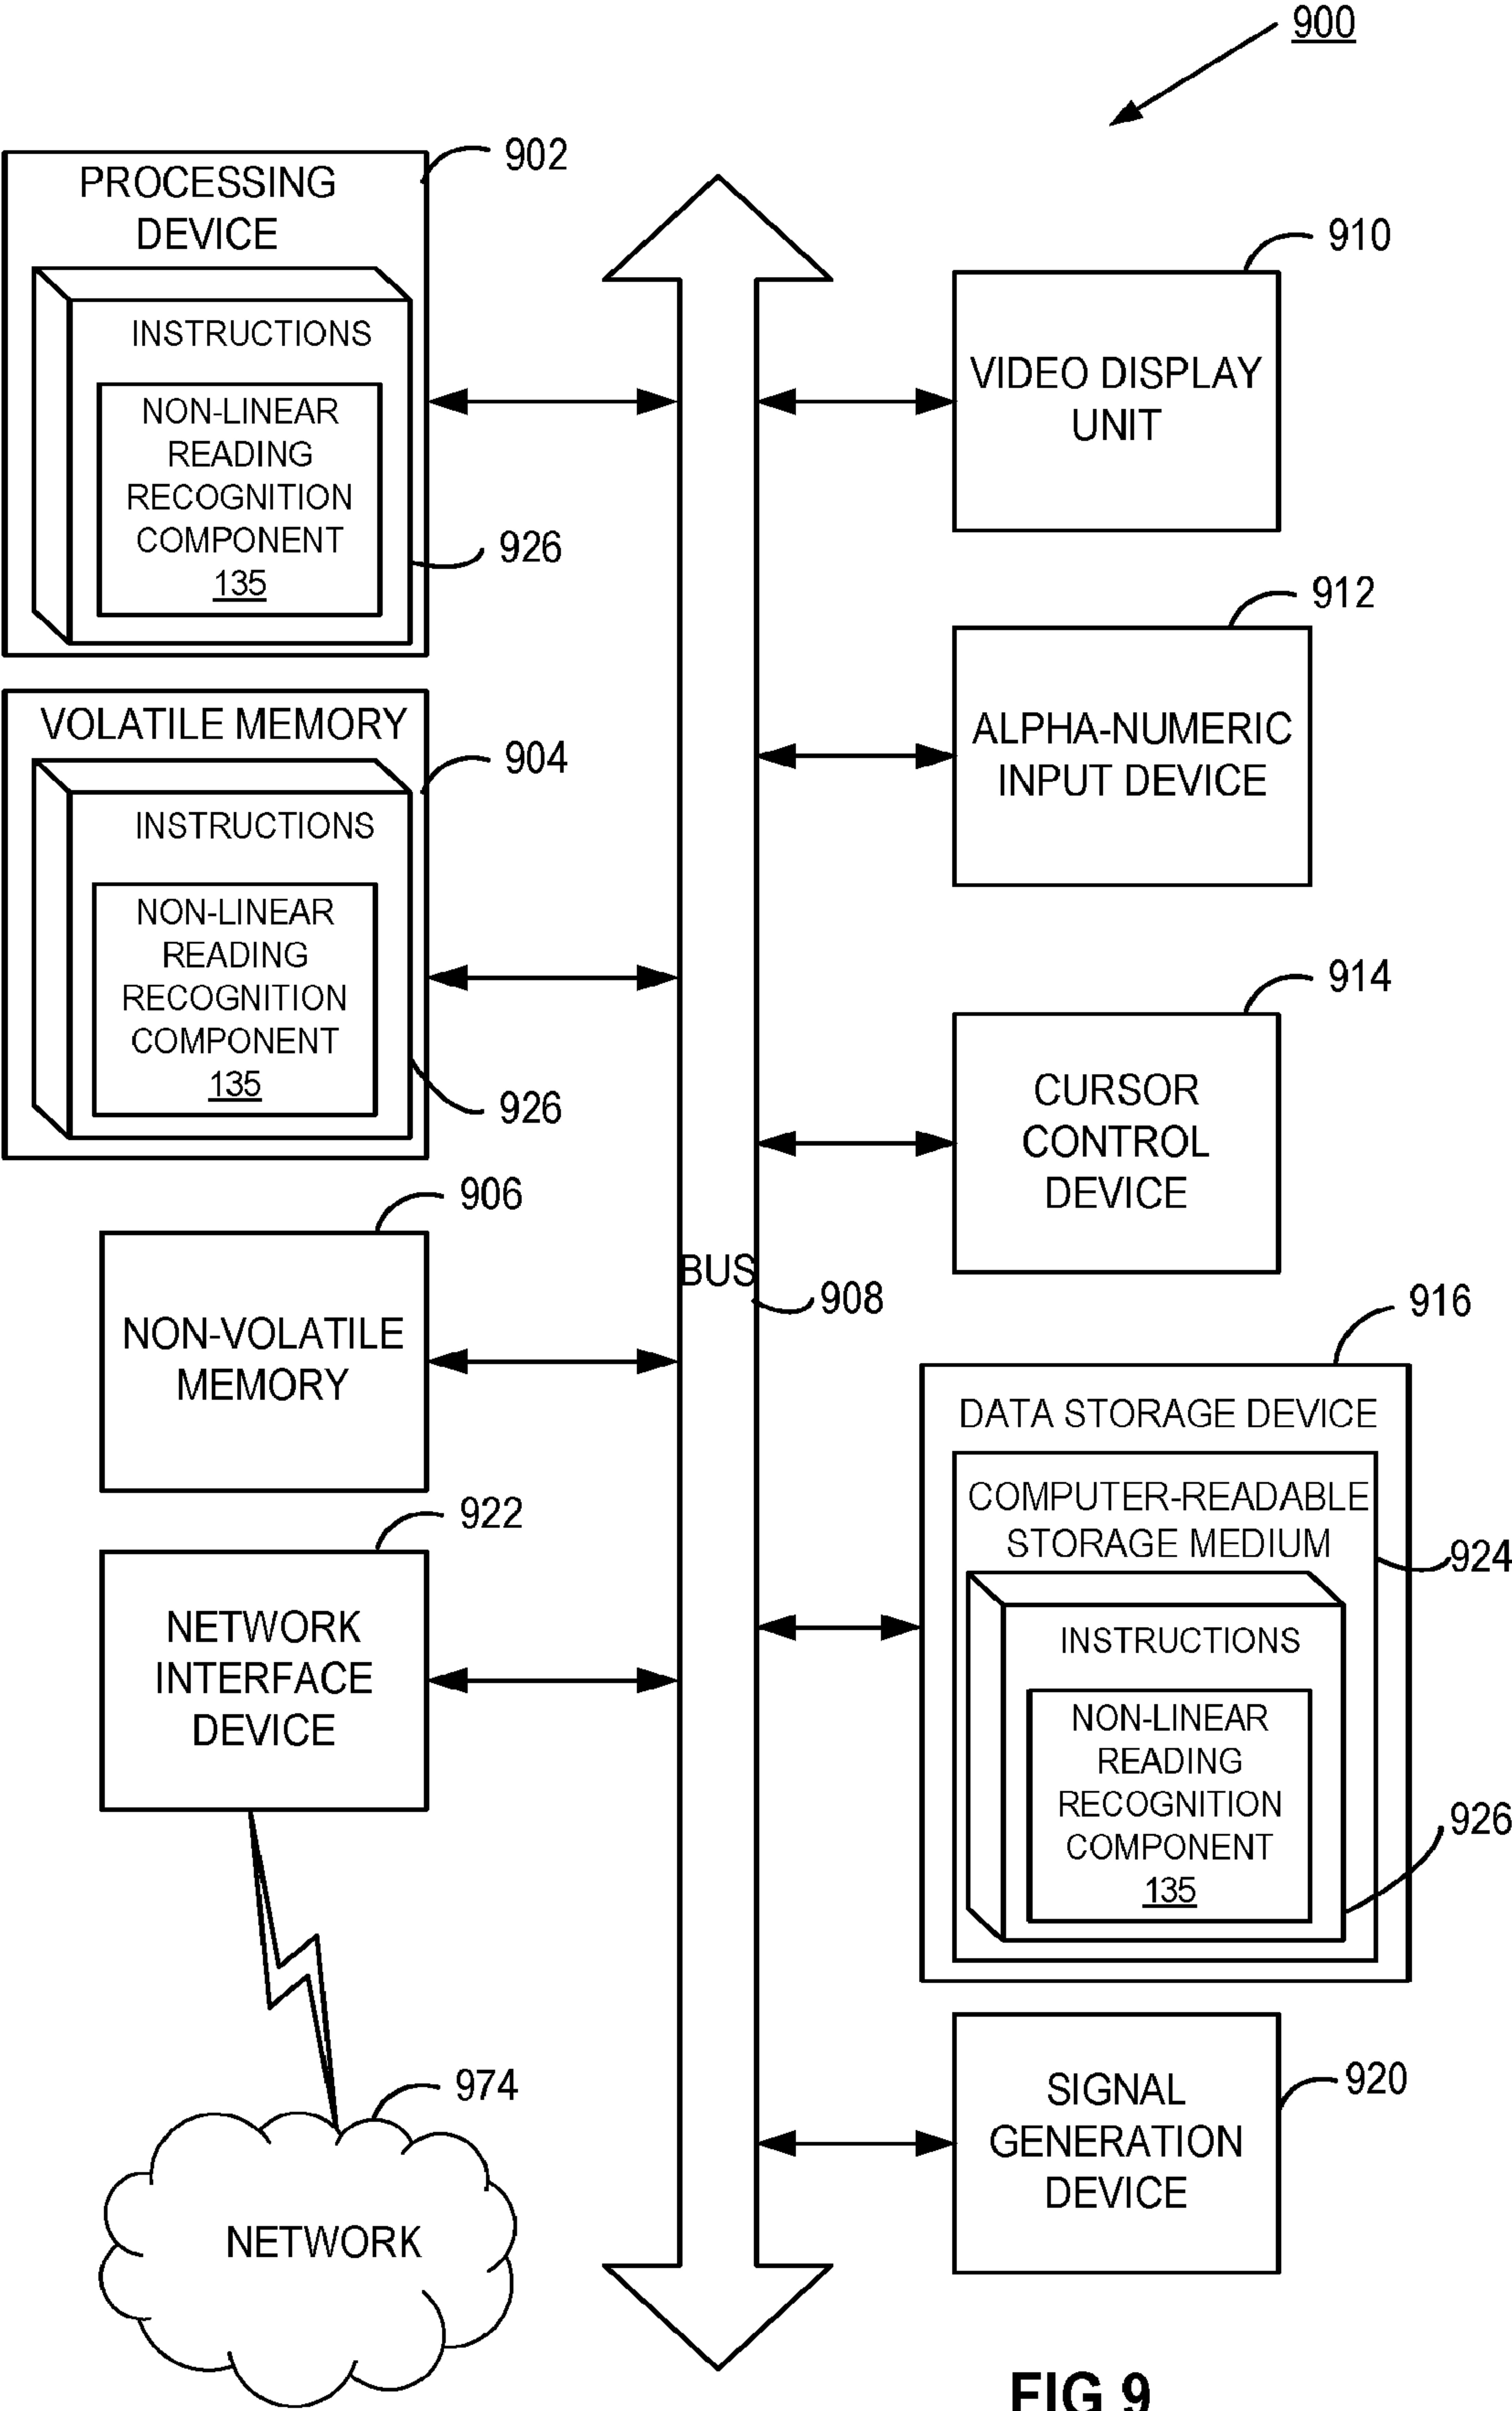 900
902
PROCESSING
DEVICE
INSTRUCTIONS
NON-LINEAR
READING
RECOGNITION
COMPONENT
135
926
VOLATILE MEMORY
904
INSTRUCTIONS
NON-LINEAR
READING
RECOGNITION
COMPONENT
135
926
906
NON-VOLATILE
MEMORY
922
NETWORK
INTERFACE
DEVICE
974
NETWORK
BUS
908
910
VIDEO DISPLAY
UNIT
912
ALPHA-NUMERIC
INPUT DEVICE
914
CURSOR
CONTROL
DEVICE
916
DATA STORAGE DEVICE
COMPUTER-READABLE
STORAGE MEDIUM
924
INSTRUCTIONS
NON-LINEAR
READING
RECOGNITION
COMPONENT
135
926
SIGNAL
GENERATION
DEVICE
920
FIG 9